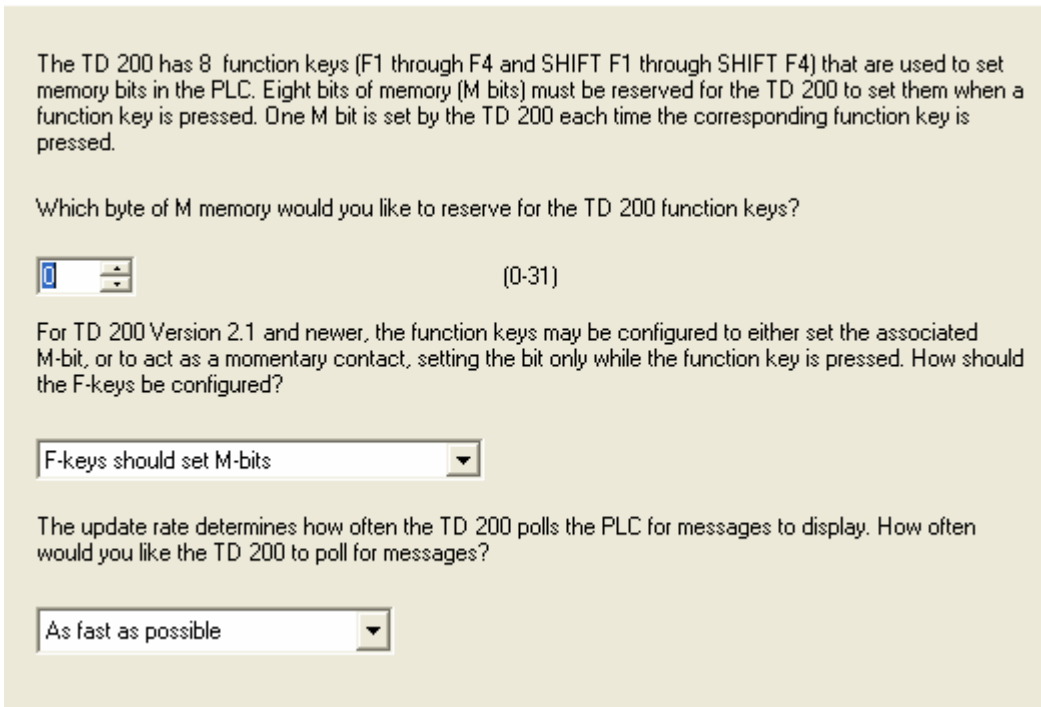 The TD 200 has 8  function keys (F1 through F4 and SHIFT F1 through SHIFT F4) that are used to set
memory bits in the PLC. Eight bits of memory (M bits) must be reserved for the TD 200 to set them when a
function key is pressed. One M bit is set by the TD 200 each time the corresponding function key is
pressed.
Which byte of M memory would you like to reserve for the TD 200 function keys?
0 (0-31)
For TD 200 Version 2.1 and newer, the function keys may be configured to either set the associated
M-bit, or to act as a momentary contact, setting the bit only while the function key is pressed. How should
the F-keys be configured?
F-keys should set M-bits
The update rate determines how often the TD 200 polls the PLC for messages to display. How often
would you like the TD 200 to poll for messages?
As fast as possible